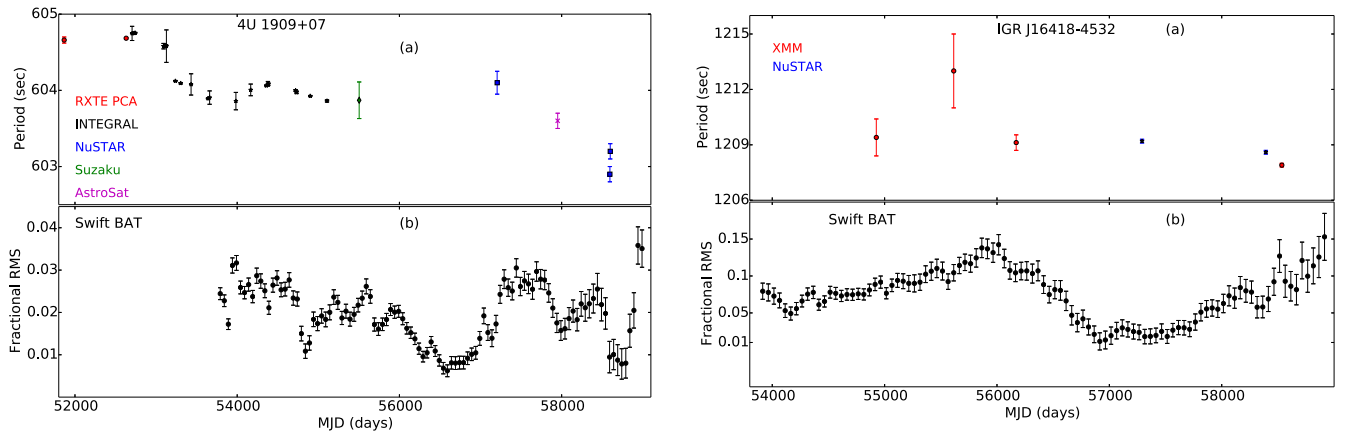 4U 1909+07
(a)
605
604
603
Period (sec)
RXTE PCA
INTEGRAL
NuSTAR
Suzaku
AstroSat
Swift BAT
(b)
0.04
0.03
0.02
0.01
Fractional RMS
52000 54000 56000 58000
MJD (days)
IGR J16418-4532
(a)
XMM
NuSTAR
1215
1212
1209
1206
Period (sec)
Swift BAT
(b)
0.15
0.1
0.05
0.01
Fractional RMS
54000 55000 56000 57000 58000
MJD (days)